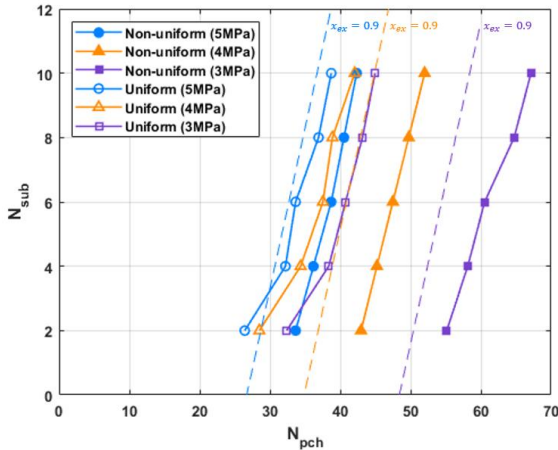 12
10
8
6
4
2
0
N_sub
Non-uniform (5MPa)
Non-uniform (4MPa)
Non-uniform (3MPa)
Uniform (5MPa)
Uniform (4MPa)
Uniform (3MPa)
x_ex = 0.9
x_ex = 0.9
x_ex = 0.9
0 10 20 30 40 50 60 70
N_pch